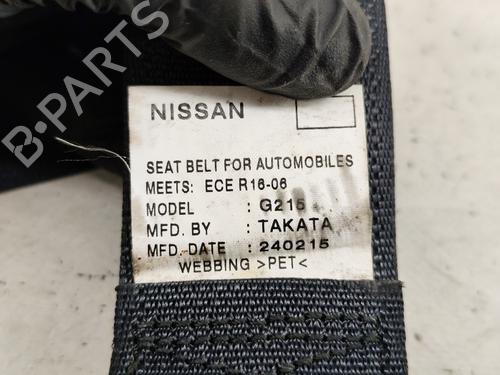 B-PARTS
NISSAN
SEAT BELT FOR AUTOMOBILES
MEETS: ECE R16-06
MODEL : G215
MFD. BY : TAKATA
MFD. DATE : 240215
WEBBING >PET<